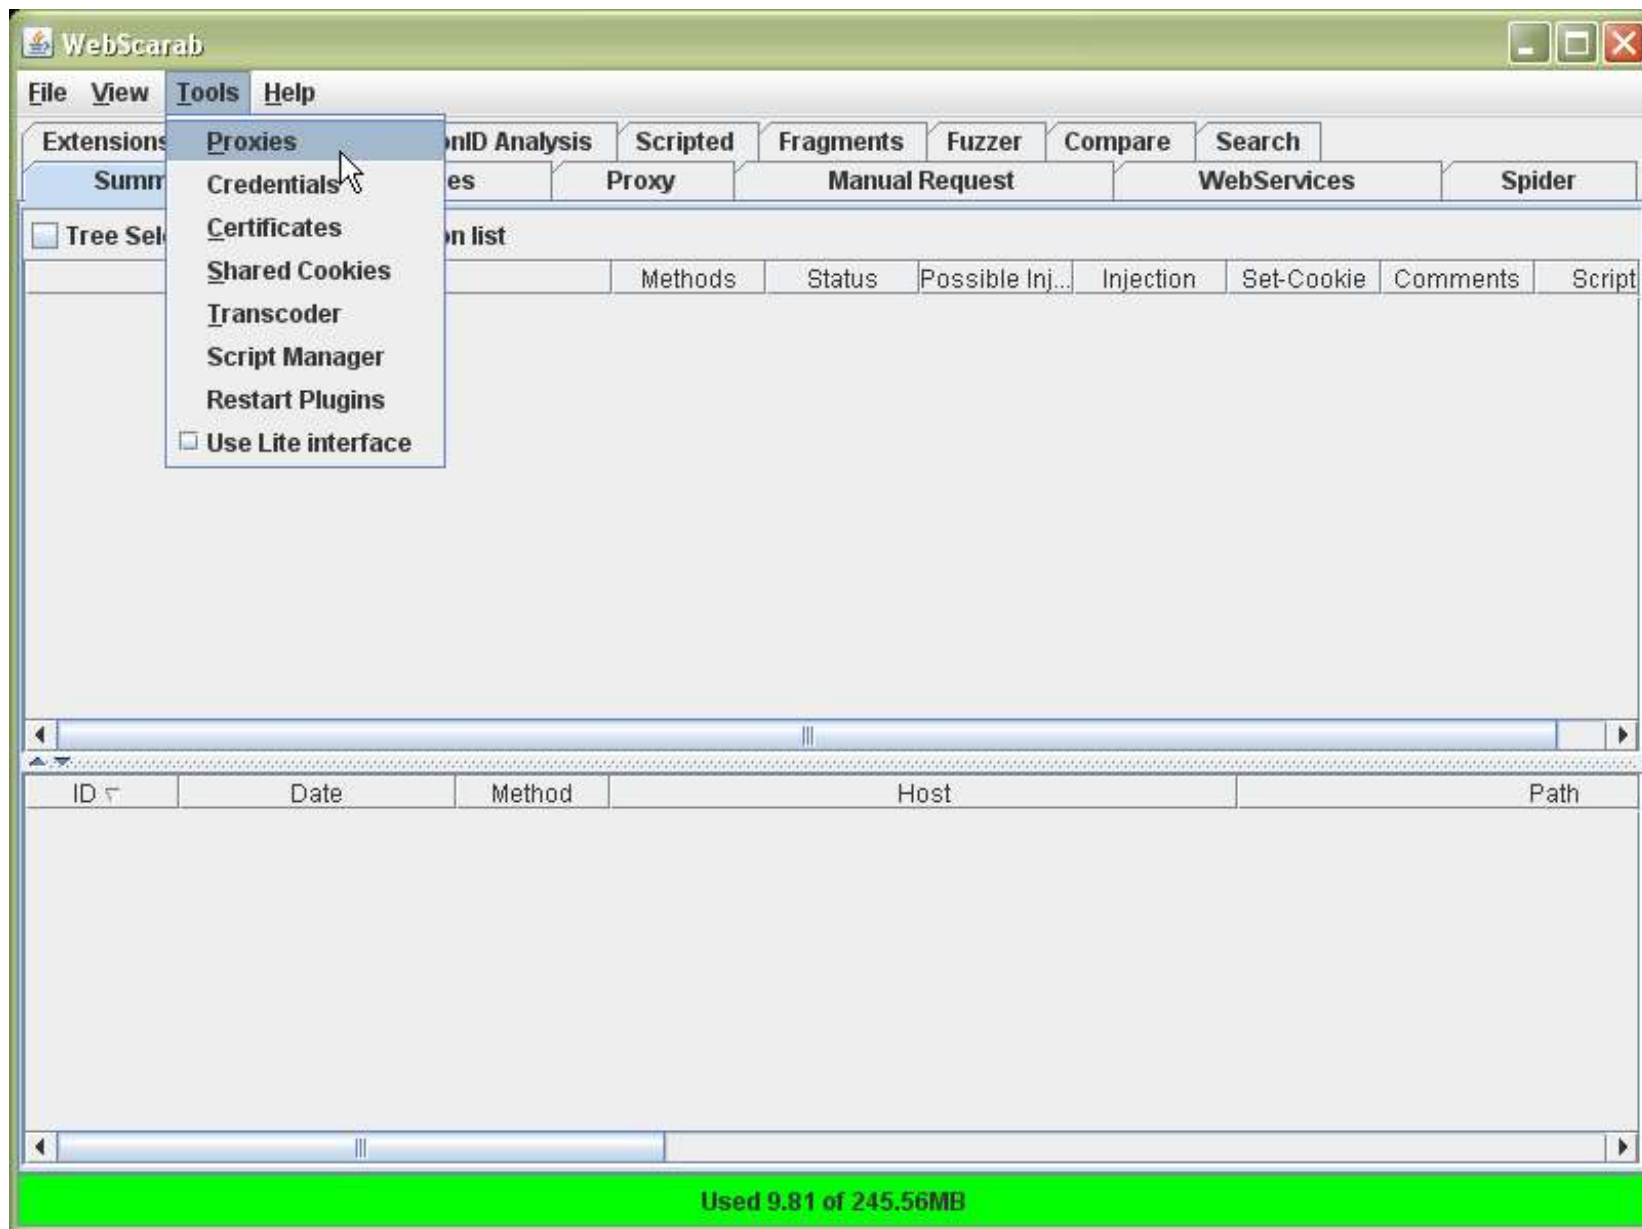 WebScarab
File View Tools Help
Extensions onID Analysis Scripted Fragments Fuzzer Compare Search
Summ es Proxy Manual Request WebServices Spider
Tree Sel on list
Proxies
Credentials
Certificates
Shared Cookies
Transcoder
Script Manager
Restart Plugins
Use Lite interface
Methods Status Possible Inj... Injection Set-Cookie Comments Script
ID Date Method Host Path
Used 9.81 of 245.56MB